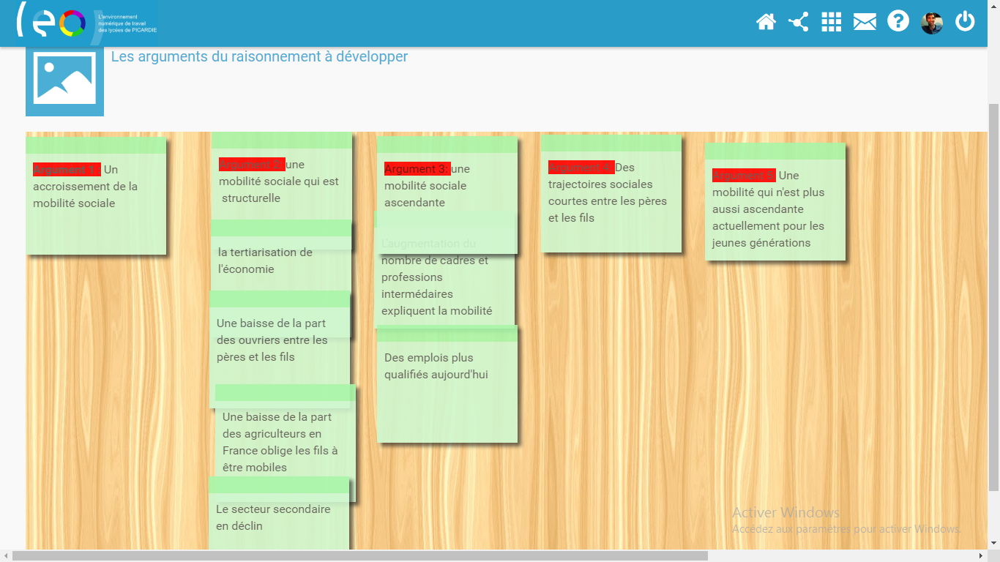 leo
L'environnement
numérique de travail
des lycées de PICARDIE
Les arguments du raisonnement à développer
Argument 1 : Un
accroissement de la
mobilité sociale
Argument 2: une
mobilité sociale qui est
structurelle
la tertiarisation de
l'économie
Une baisse de la part
des ouvriers entre les
pères et les fils
Une baisse de la part
des agriculteurs en
France oblige les fils à
être mobiles
Le secteur secondaire
en déclin
Argument 3: une
mobilité sociale
ascendante
L'augmentation du
nombre de cadres et
professions
intermédaires
expliquent la mobilité
Des emplois plus
qualifiés aujourd'hui
Argument 4: Des
trajectoires sociales
courtes entre les pères
et les fils
Argument 5: Une
mobilité qui n'est plus
aussi ascendante
actuellement pour les
jeunes générations
Activer Windows
Accédez aux paramètres pour activer Windows.